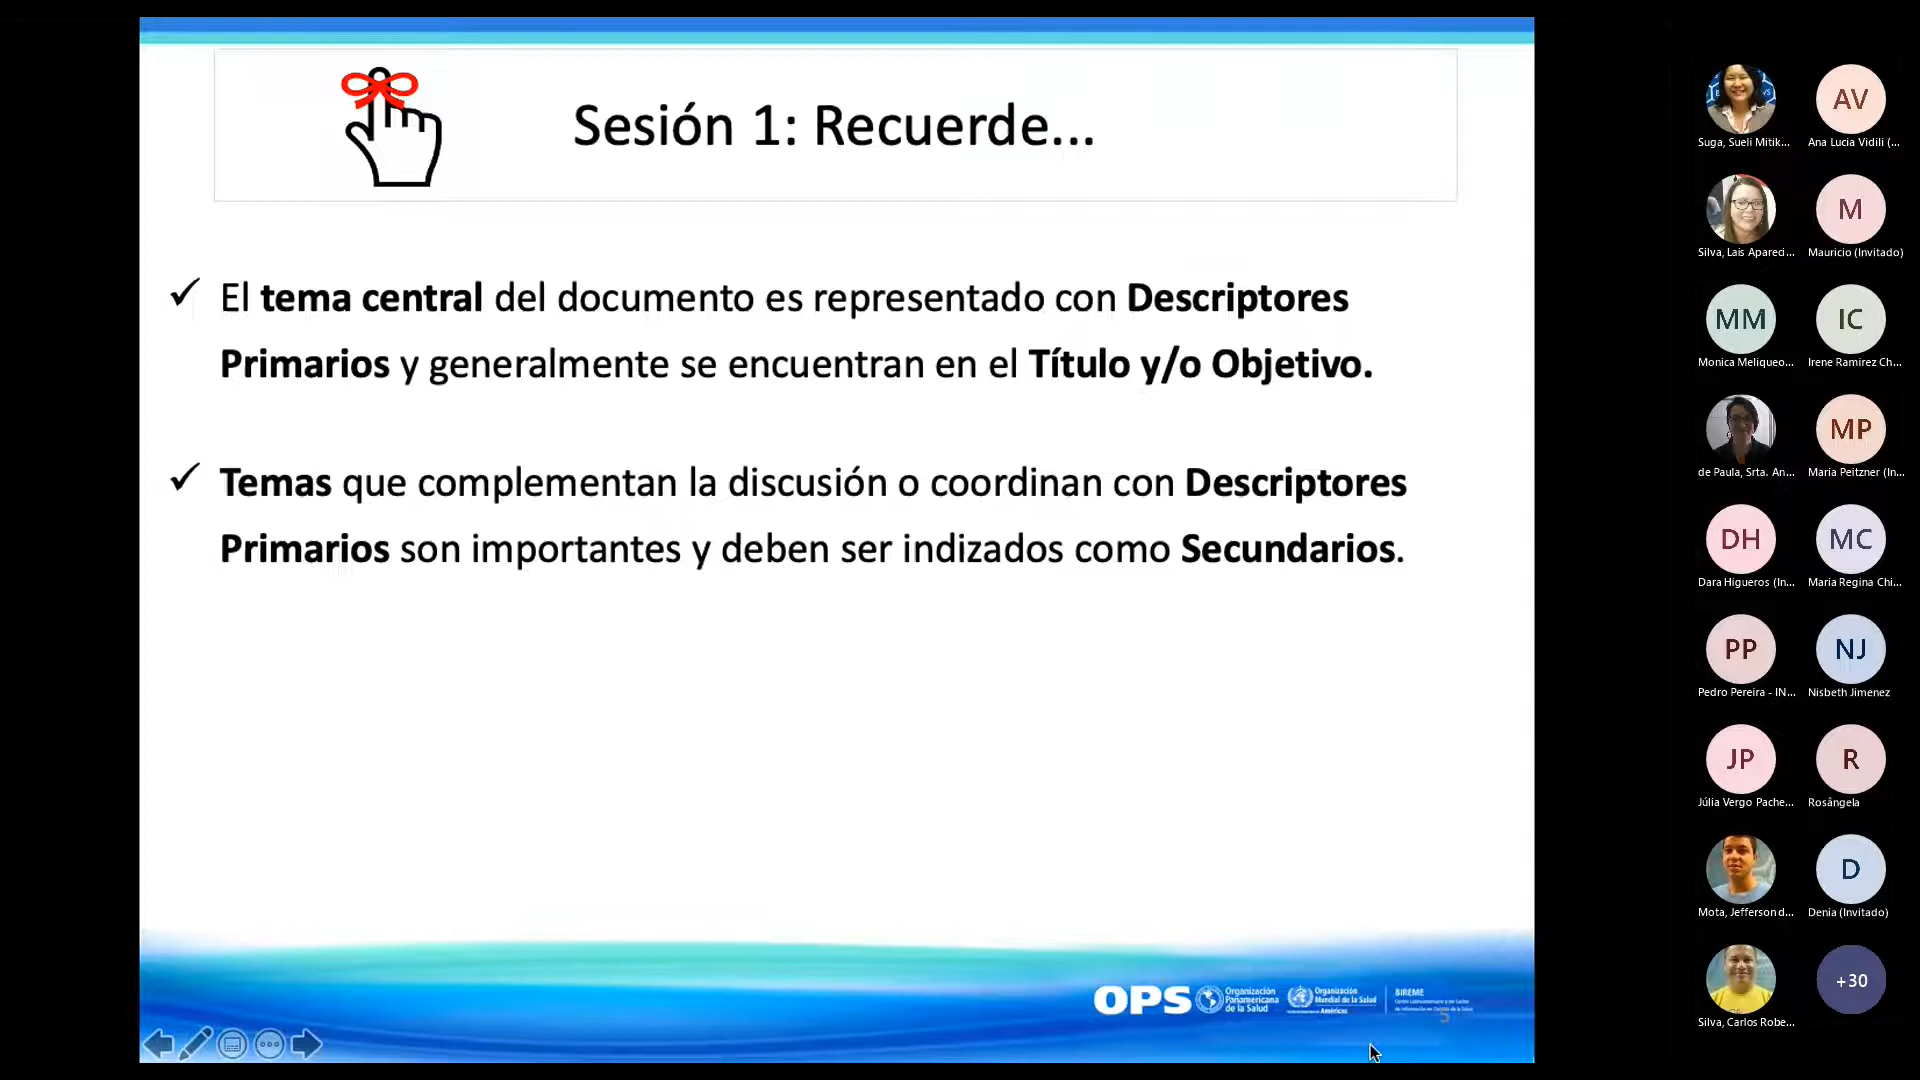 Sesión 1: Recuerde...
✓ El tema central del documento es representado con Descriptores
Primarios y generalmente se encuentran en el Título y/o Objetivo.
✓ Temas que complementan la discusión o coordinan con Descriptores
Primarios son importantes y deben ser indizados como Secundarios.
OPS
Organización
Panamericana
de la Salud
Organización
Mundial de la Salud
Américas
BIREME
5
Suga, Sueli Mitik...
AV
Ana Lucia Vidili (...
Silva, Lais Apareci...
M
Mauricio (Invitado)
MM
Monica Meliqueo...
IC
Irene Ramirez Ch...
de Paula, Srta. An...
MP
Maria Peitzner (In...
DH
Dara Higueros (In...
MC
Maria Regina Chi...
PP
Pedro Pereira - IN...
NJ
Nisbeth Jimenez
JP
Júlia Vergo Pache...
R
Rosângela
Mota, Jefferson d...
D
Denia (Invitado)
Silva, Carlos Robe...
+30